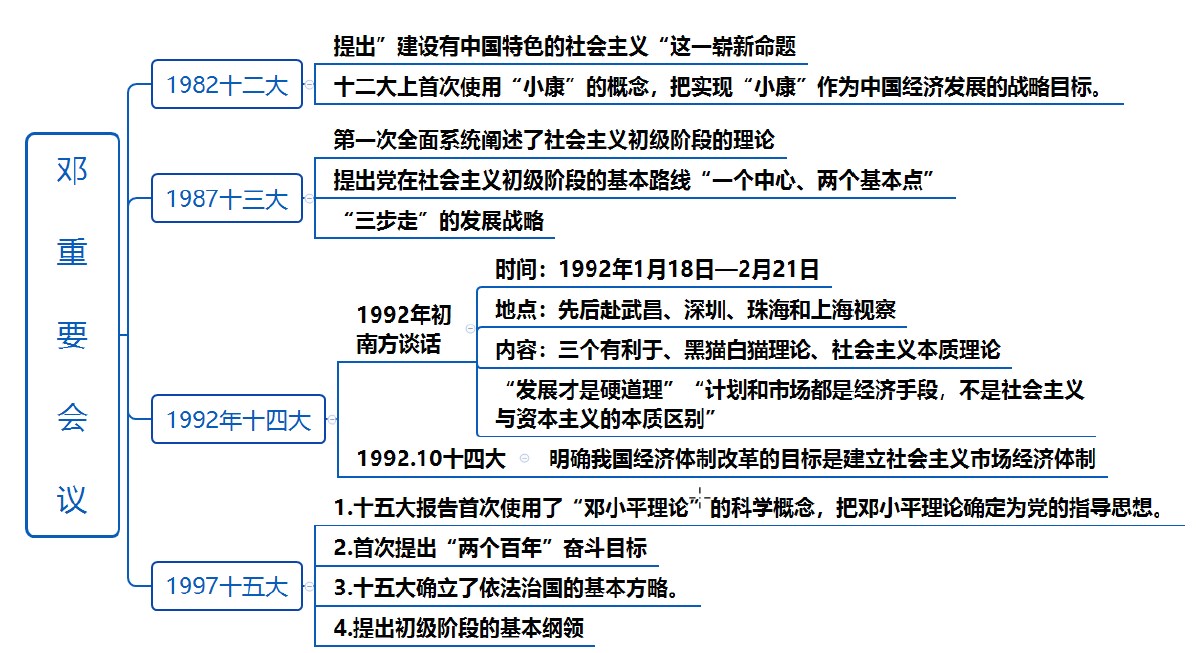 邓重要会议
1982十二大
提出”建设有中国特色的社会主义“这一崭新命题
十二大上首次使用“小康”的概念，把实现“小康”作为中国经济发展的战略目标。
1987十三大
第一次全面系统阐述了社会主义初级阶段的理论
提出党在社会主义初级阶段的基本路线“一个中心、两个基本点”
“三步走”的发展战略
1992年十四大
1992年初
南方谈话
时间：1992年1月18日—2月21日
地点：先后赴武昌、深圳、珠海和上海视察
内容：三个有利于、黑猫白猫理论、社会主义本质理论
“发展才是硬道理”“计划和市场都是经济手段，不是社会主义
与资本主义的本质区别”
1992.10十四大
明确我国经济体制改革的目标是建立社会主义市场经济体制
1997十五大
1.十五大报告首次使用了“邓小平理论”的科学概念，把邓小平理论确定为党的指导思想。
2.首次提出“两个百年”奋斗目标
3.十五大确立了依法治国的基本方略。
4.提出初级阶段的基本纲领